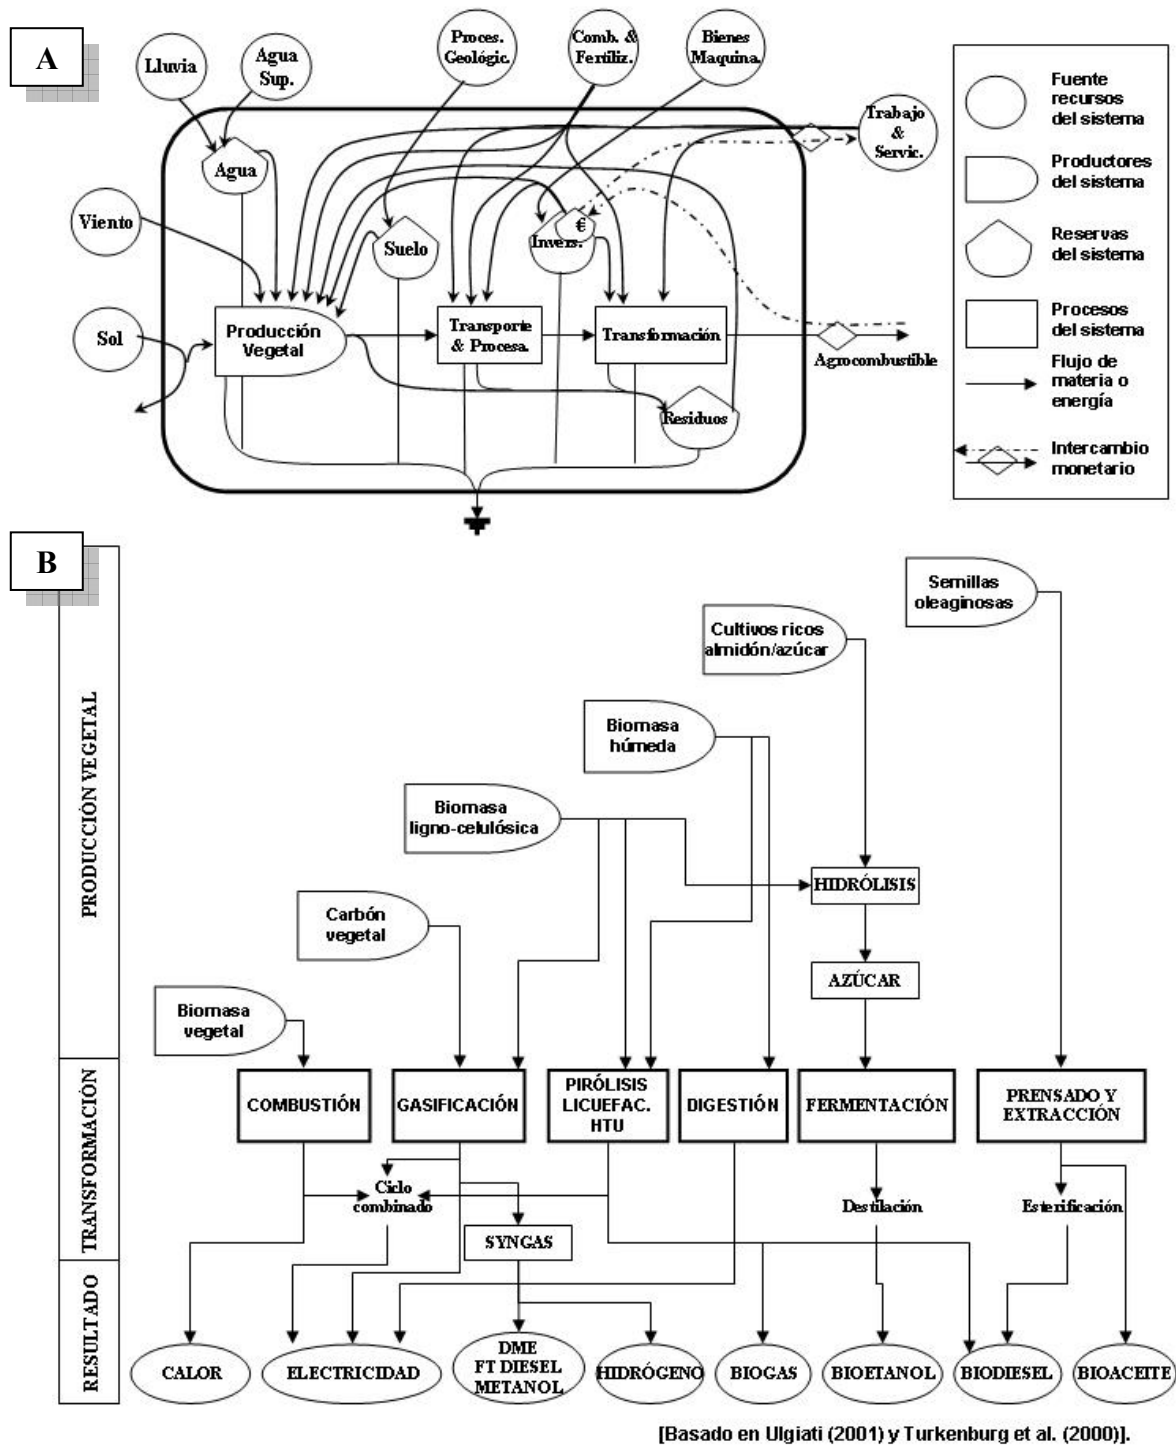 A
Lluvia
Agua
Sup.
Proces.
Geológic.
Comb. &
Fertiliz.
Bienes
Maquina.
Trabajo
&
Servic.
Agua
Viento
Suelo
€
Invers.
Sol
Producción
Vegetal
Transporte
& Procesa.
Transformación
Agrocombustible
Residuos
Fuente
recursos
del sistema
Productores
del sistema
Reservas
del sistema
Procesos
del sistema
Flujo de
materia o
energía
Intercambio
monetario
B
PRODUCCIÓN VEGETAL
TRANSFORMACIÓN
RESULTADO
Semillas
oleaginosas
Cultivos ricos
almidón/azúcar
Biomasa
húmeda
Biomasa
ligno-celulósica
HIDRÓLISIS
Carbón
vegetal
AZÚCAR
Biomasa
vegetal
COMBUSTIÓN
GASIFICACIÓN
PIRÓLISIS
LICUEFAC.
HTU
DIGESTIÓN
FERMENTACIÓN
PRENSADO Y
EXTRACCIÓN
Ciclo
combinado
Destilación
Esterificación
SYNGAS
CALOR
ELECTRICIDAD
DME
FT DIESEL
METANOL
HIDRÓGENO
BIOGAS
BIOETANOL
BIODIESEL
BIOACEITE
[Basado en Ulgiati (2001) y Turkenburg et al. (2000)].